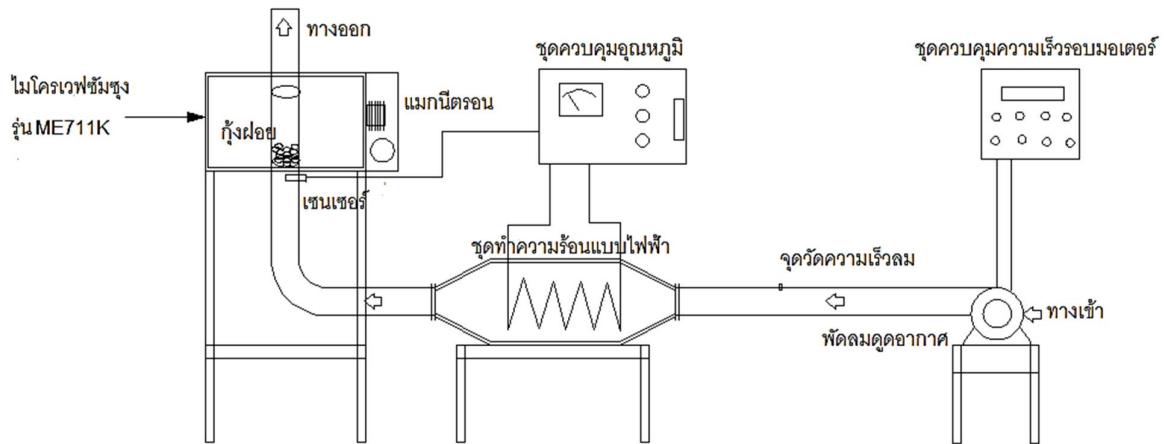 ทางออก
ชุดควบคุมอุณหภูมิ
ชุดควบคุมความเร็วรอบมอเตอร์
ไมโครเวฟซัมซุง
รุ่น ME711K
แมกนีตรอน
กุ้งฝอย
เซนเซอร์
ชุดทำความร้อนแบบไฟฟ้า
จุดวัดความเร็วลม
ทางเข้า
พัดลมดูดอากาศ